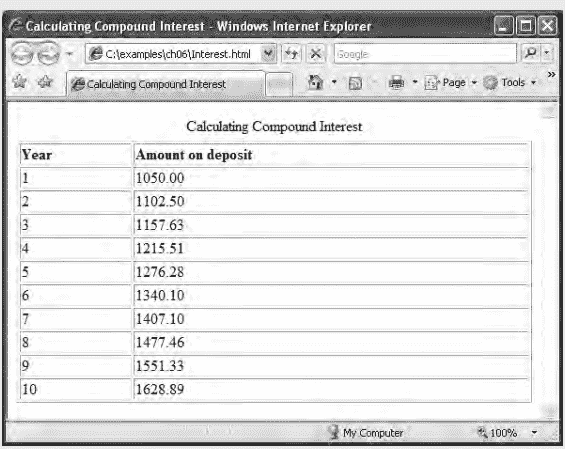 Calculating Compound Interest - Windows Internet Explorer
C:\examples\ch06\Interest.html
Google
Calculating Compound Interest
Page
Tools
»
Calculating Compound Interest
Year Amount on deposit
1 1050.00
2 1102.50
3 1157.63
4 1215.51
5 1276.28
6 1340.10
7 1407.10
8 1477.46
9 1551.33
10 1628.89
My Computer
100%